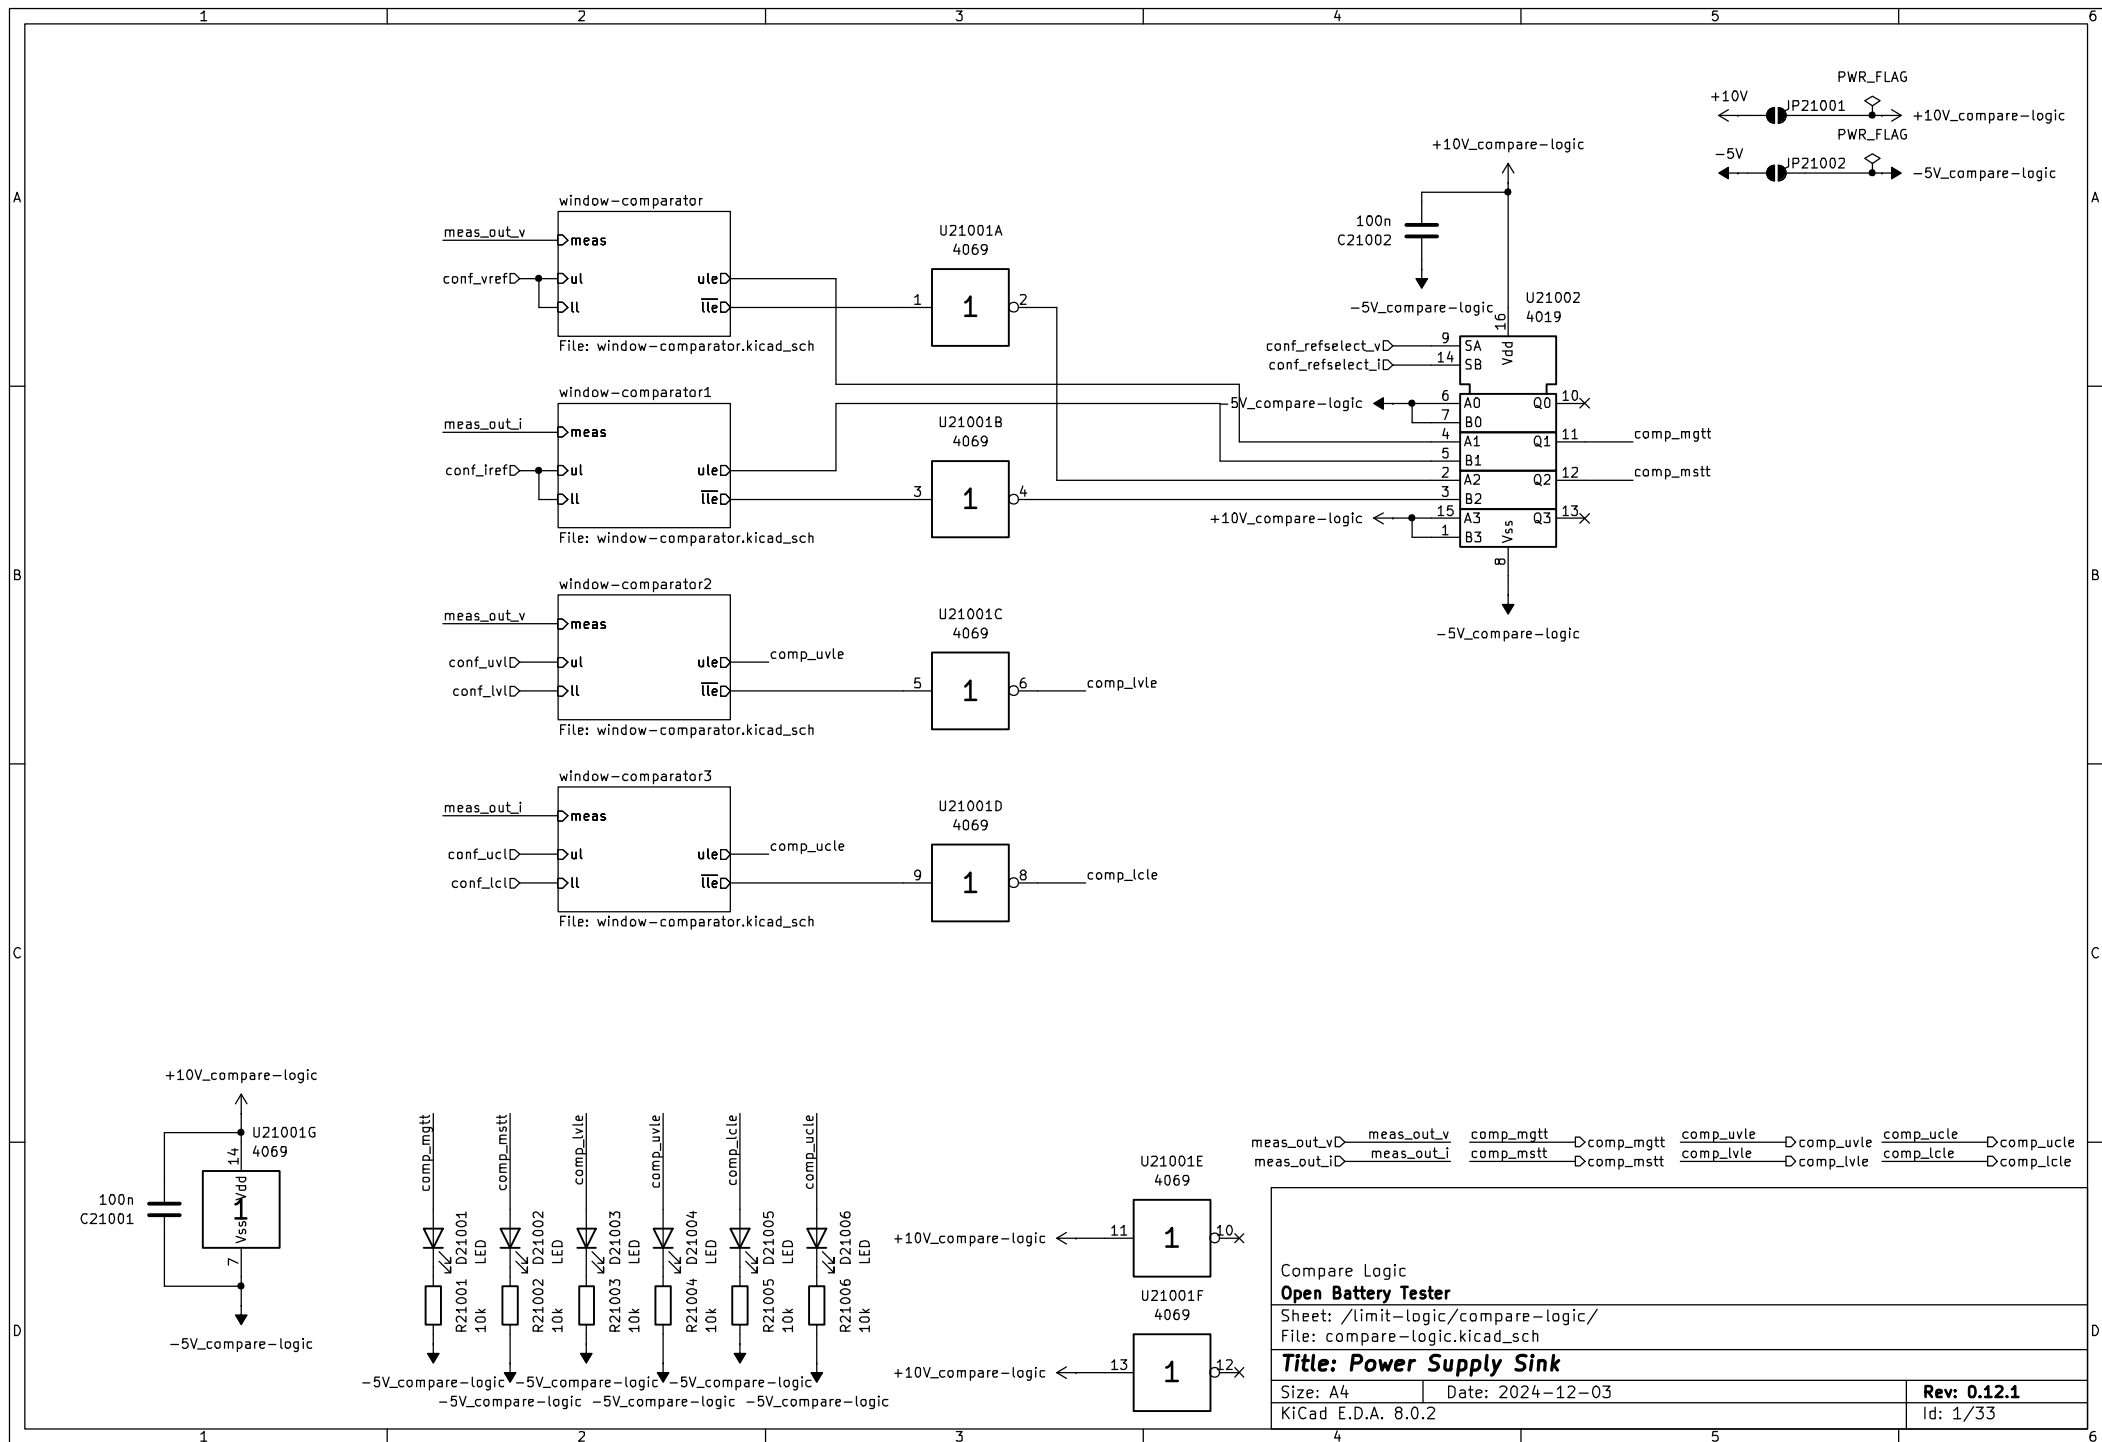 1 2 3 4 5 6
A
B
C
D
A
B
C
D
1 2 3 4 5 6
PWR_FLAG
+10V JP21001 +10V_compare-logic
PWR_FLAG
-5V JP21002 -5V_compare-logic
window-comparator
meas_out_v meas
conf_vref ul ule
ll lle
File: window-comparator.kicad_sch
U21001A
4069
1 1 2
window-comparator1
meas_out_i meas
conf_iref ul ule
ll lle
File: window-comparator.kicad_sch
U21001B
4069
3 1 4
window-comparator2
meas_out_v meas
conf_uvl ul ule comp_uvle
conf_lvl ll lle
File: window-comparator.kicad_sch
U21001C
4069
5 1 6 comp_lvle
window-comparator3
meas_out_i meas
conf_ucl ul ule comp_ucle
conf_lcl ll lle
File: window-comparator.kicad_sch
U21001D
4069
9 1 8 comp_lcle
+10V_compare-logic
100n
C21002
-5V_compare-logic
U21002
4019
16 Vdd
conf_refselect_v 9 SA
conf_refselect_i 14 SB
-5V_compare-logic 6 A0 Q0 10
7 B0
4 A1 Q1 11 comp_mgtt
5 B1
2 A2 Q2 12 comp_mstt
3 B2
+10V_compare-logic 15 A3 Q3 13
1 B3
Vss 8
-5V_compare-logic
+10V_compare-logic
U21001G
4069
14 Vdd
1
Vss 7
100n
C21001
-5V_compare-logic
comp_mgtt
D21001
LED
R21001
10k
-5V_compare-logic
comp_mstt
D21002
LED
R21002
10k
-5V_compare-logic
comp_lvle
D21003
LED
R21003
10k
-5V_compare-logic
comp_uvle
D21004
LED
R21004
10k
-5V_compare-logic
comp_lcle
D21005
LED
R21005
10k
-5V_compare-logic
comp_ucle
D21006
LED
R21006
10k
-5V_compare-logic
U21001E
4069
+10V_compare-logic 11 1 10
U21001F
4069
+10V_compare-logic 13 1 12
meas_out_v meas_out_v comp_mgtt comp_mgtt comp_uvle comp_uvle comp_ucle comp_ucle
meas_out_i meas_out_i comp_mstt comp_mstt comp_lvle comp_lvle comp_lcle comp_lcle
Compare Logic
Open Battery Tester
Sheet: /limit-logic/compare-logic/
File: compare-logic.kicad_sch
Title: Power Supply Sink
Size: A4 Date: 2024-12-03 Rev: 0.12.1
KiCad E.D.A. 8.0.2 Id: 1/33